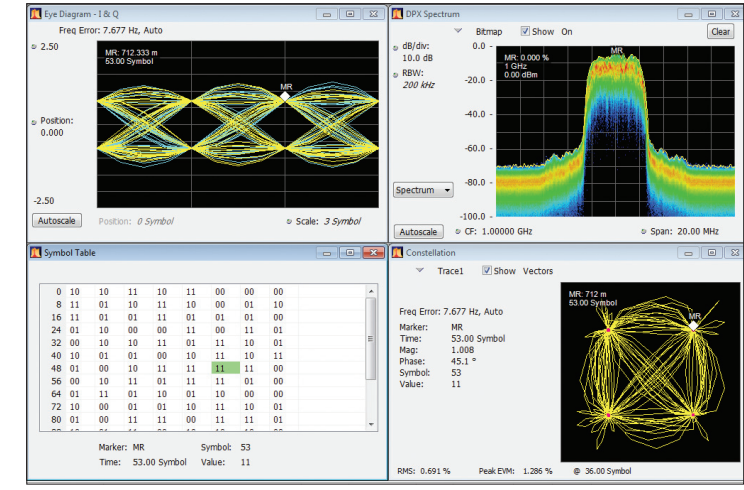 Eye Diagram - I & Q
Freq Error: 7.677 Hz, Auto
2.50
MR: 712.333 m
53.00 Symbol
MR
Position:
0.000
-2.50
Autoscale Position: 0 Symbol Scale: 3 Symbol
DPX Spectrum
Bitmap Show On Clear
dB/div:
10.0 dB
RBW:
200 kHz
0.0
-20.0
-40.0
-60.0
-80.0
-100.0
MR: 0.000 %
1 GHz
0.00 dBm
MR
Spectrum
Autoscale CF: 1.00000 GHz Span: 20.00 MHz
Symbol Table
0 10 10 11 10 11 00 00 00
8 11 01 10 11 10 00 01 10
16 11 01 01 11 01 01 01 00
24 01 10 00 00 11 00 11 01
32 00 10 10 11 01 11 10 11
40 10 01 01 00 10 11 10 11
48 01 00 10 11 11 11 11 00
56 00 10 11 01 11 11 01 00
64 01 11 01 10 01 10 00 00
72 10 00 01 01 10 11 10 01
80 01 00 11 11 00 11 11 01
Marker: MR Symbol: 53
Time: 53.00 Symbol Value: 11
Constellation
Trace1 Show Vectors
Freq Error: 7.677 Hz, Auto
Marker: MR
Time: 53.00 Symbol
Mag: 1.008
Phase: 45.1 °
Symbol: 53
Value: 11
MR: 712 m
53.00 Symbol
MR
RMS: 0.691 % Peak EVM: 1.286 % @ 36.00 Symbol